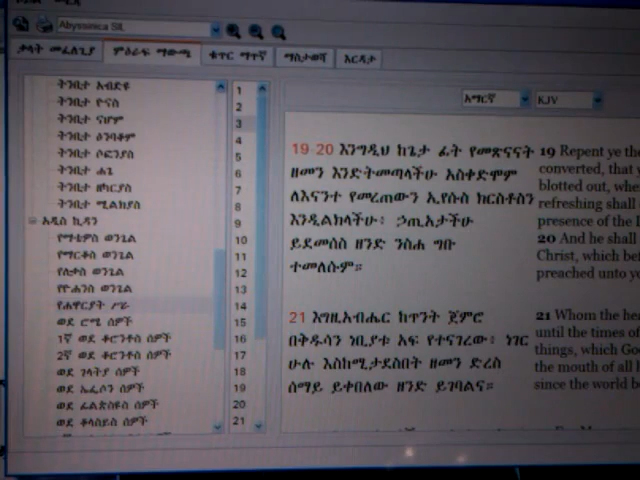 Abyssinica SIL
ቃላት መፈለጊያ
ምዕራፍ ማውጫ
ቁጥር ማጥኛ
ማስታወሻ
እርዳታ
ትንቢተ አብድዩ
ትንቢተ ዮናስ
ትንቢተ ናሆም
ትንቢተ ዕንባቆም
ትንቢተ ሶፎንያስ
ትንቢተ ሐጌ
ትንቢተ ዘካርያስ
ትንቢተ ሚልክያስ
አዲስ ኪዳን
የማቴዎስ ወንጌል
የማርቆስ ወንጌል
የሉቃስ ወንጌል
የዮሐንስ ወንጌል
የሐዋርያት ሥራ
ወደ ሮሜ ሰዎች
1ኛ ወደ ቆሮንቶስ ሰዎች
2ኛ ወደ ቆሮንቶስ ሰዎች
ወደ ገላትያ ሰዎች
ወደ ኤፌሶን ሰዎች
ወደ ፊልጵስዩስ ሰዎች
ወደ ቆላስይስ ሰዎች
1
2
3
4
5
6
7
8
9
10
11
12
13
14
15
16
17
18
19
20
21
አማርኛ
KJV
19-20 እንግዲህ ከጌታ ፊት የመጽናናት
ዘመን እንድትመጣላችሁ አስቀድሞም
ለእናንተ የመረጠውን ኢየሱስ ክርስቶስን
እንዲልክላችሁ፥ ኃጢአታችሁ
ይደመሰስ ዘንድ ንስሐ ግቡ
ተመለሱም።
21 እግዚአብሔር ከጥንት ጀምሮ
በቅዱሳን ነቢያቱ አፍ የተናገረው፥ ነገር
ሁሉ እስከሚታደስበት ዘመን ድረስ
ሰማይ ይቀበለው ዘንድ ይገባልና።
19 Repent ye the
converted, that y
blotted out, whe
refreshing shall
presence of the L
20 And he shall
Christ, which bef
preached unto yo
21 Whom the hea
until the times of
things, which Go
the mouth of all h
since the world b